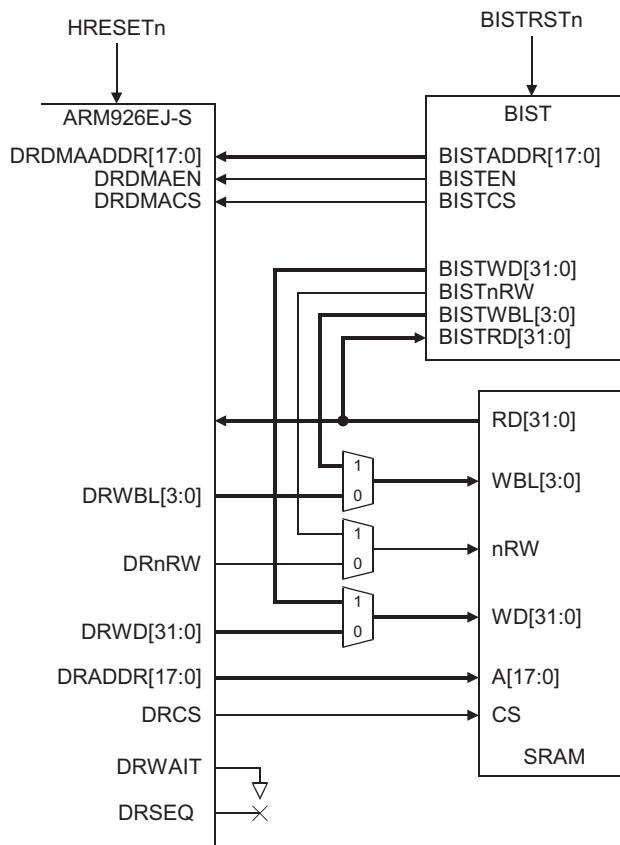 HRESETn
BISTRSTn
ARM926EJ-S
BIST
DRDMAADDR[17:0]
BISTADDR[17:0]
DRDMAEN
BISTEN
DRDMACS
BISTCS
BISTWD[31:0]
BISTnRW
BISTWBL[3:0]
BISTRD[31:0]
RD[31:0]
1
WBL[3:0]
DRWBL[3:0]
0
1
nRW
DRnRW
0
1
WD[31:0]
DRWD[31:0]
0
DRADDR[17:0]
A[17:0]
DRCS
CS
SRAM
DRWAIT
DRSEQ